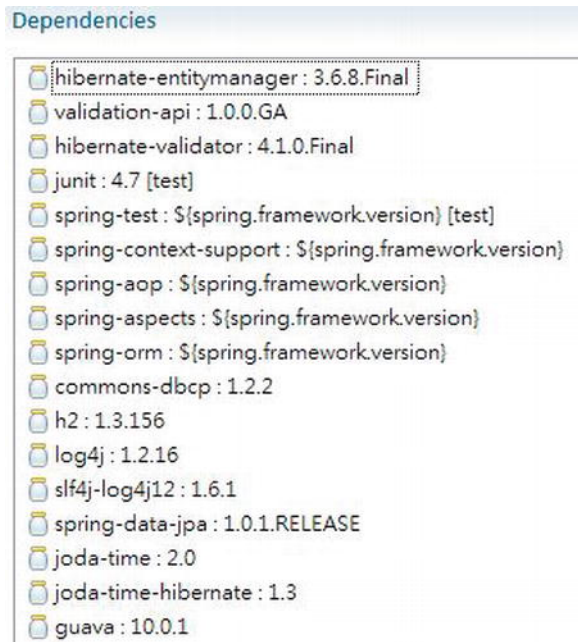 Dependencies
hibernate-entitymanager : 3.6.8.Final
validation-api : 1.0.0.GA
hibernate-validator : 4.1.0.Final
junit : 4.7 [test]
spring-test : ${spring.framework.version} [test]
spring-context-support : ${spring.framework.version}
spring-aop : ${spring.framework.version}
spring-aspects : ${spring.framework.version}
spring-orm : ${spring.framework.version}
commons-dbcp : 1.2.2
h2 : 1.3.156
log4j : 1.2.16
slf4j-log4j12 : 1.6.1
spring-data-jpa : 1.0.1.RELEASE
joda-time : 2.0
joda-time-hibernate : 1.3
guava : 10.0.1